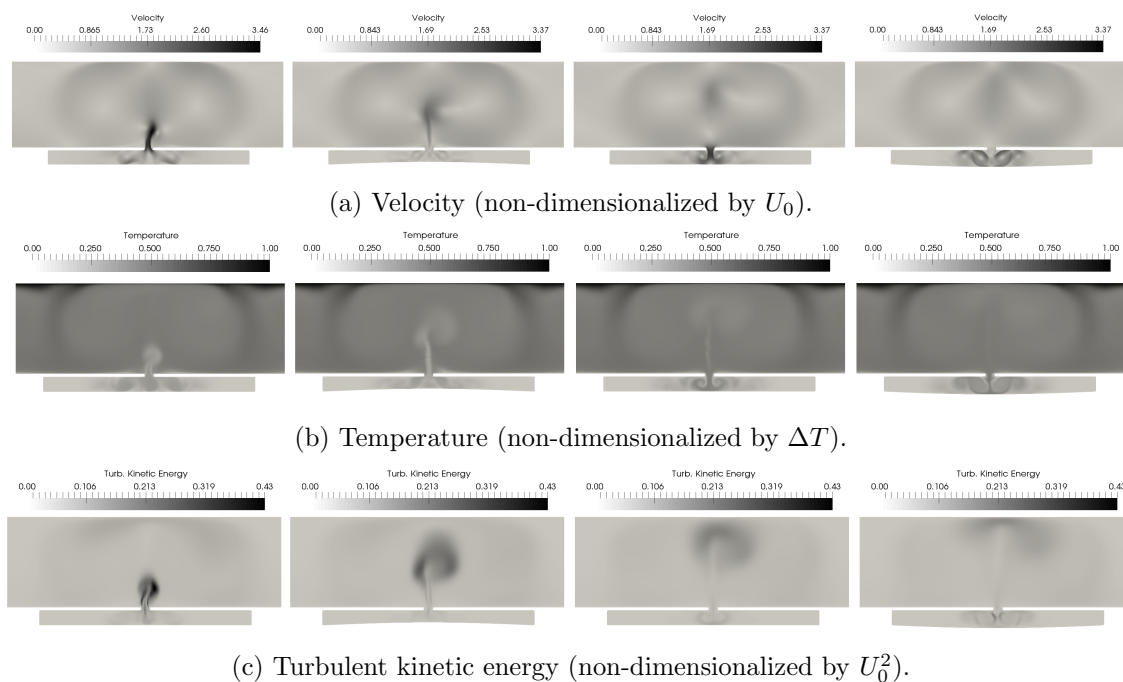 Velocity Velocity Velocity Velocity
0.00 0.865 1.73 2.60 3.46 0.00 0.843 1.69 2.53 3.37 0.00 0.843 1.69 2.53 3.37 0.00 0.843 1.69 2.53 3.37
(a) Velocity (non-dimensionalized by U₀).
Temperature Temperature Temperature Temperature
0.00 0.250 0.500 0.750 1.00 0.00 0.250 0.500 0.750 1.00 0.00 0.250 0.500 0.750 1.00 0.00 0.250 0.500 0.750 1.00
(b) Temperature (non-dimensionalized by ΔT).
Turb. Kinetic Energy Turb. Kinetic Energy Turb. Kinetic Energy Turb. Kinetic Energy
0.00 0.106 0.213 0.319 0.43 0.00 0.106 0.213 0.319 0.43 0.00 0.106 0.213 0.319 0.43 0.00 0.106 0.213 0.319 0.43
(c) Turbulent kinetic energy (non-dimensionalized by U₀²).